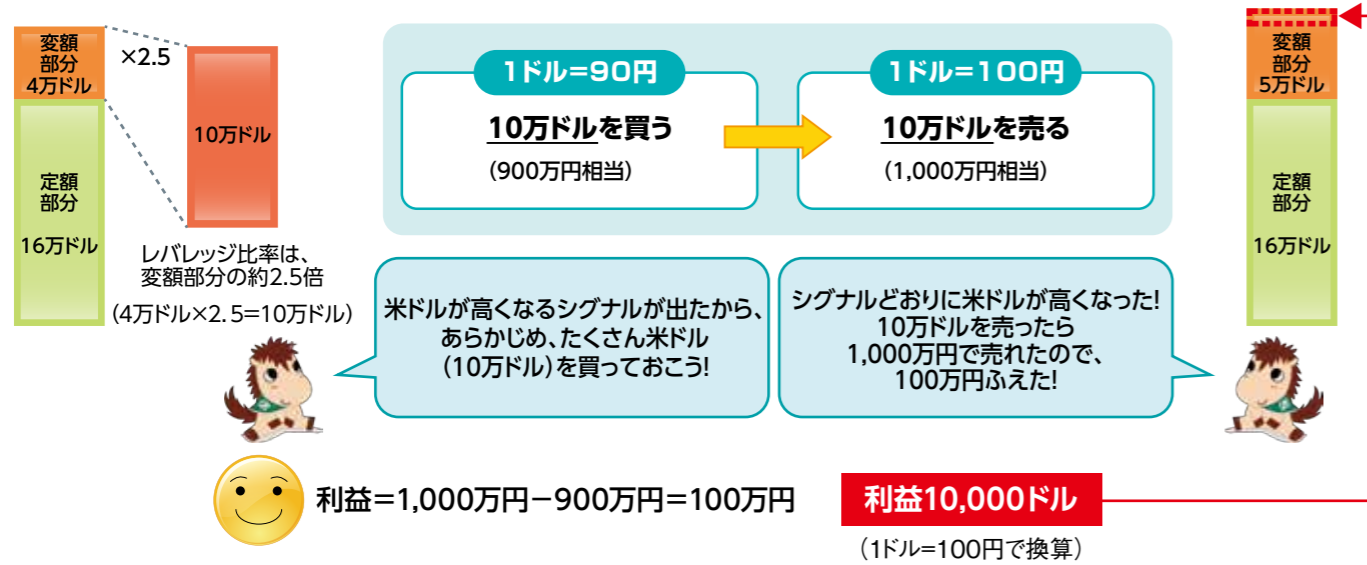 変額
部分
4万ドル
×2.5
10万ドル
定額
部分
16万ドル
レバレッジ比率は、
変額部分の約2.5倍
(4万ドル×2.5=10万ドル)
1ドル=90円
10万ドルを買う
(900万円相当)
1ドル=100円
10万ドルを売る
(1,000万円相当)
変額
部分
5万ドル
定額
部分
16万ドル
米ドルが高くなるシグナルが出たから、
あらかじめ、たくさん米ドル
(10万ドル)を買っておこう!
シグナルどおりに米ドルが高くなった!
10万ドルを売ったら
1,000万円で売れたので、
100万円ふえた!
利益=1,000万円−900万円=100万円
利益10,000ドル
(1ドル=100円で換算)